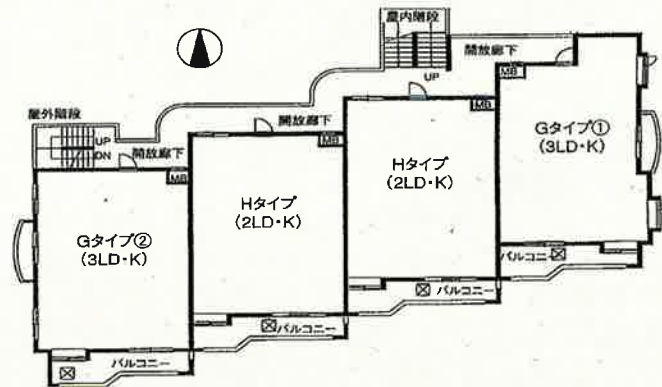 屋内階段
開放廊下
UP
MB
Gタイプ①
(3LD・K)
屋外階段
UP
DN
開放廊下
MB
開放廊下
MB
MB
Hタイプ
(2LD・K)
Hタイプ
(2LD・K)
Gタイプ②
(3LD・K)
バルコニー
バルコニー
バルコニー
バルコニー